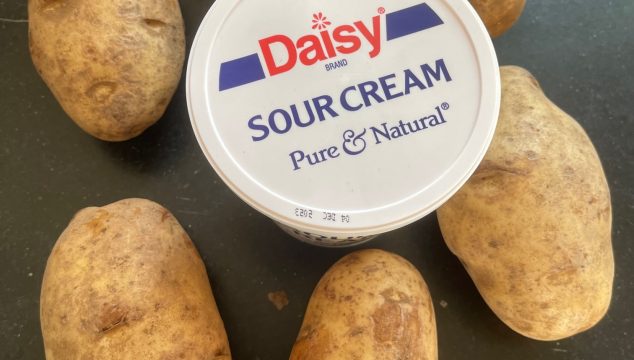 Daisy®
BRAND
SOUR CREAM
Pure & Natural®
04 DEC 2023